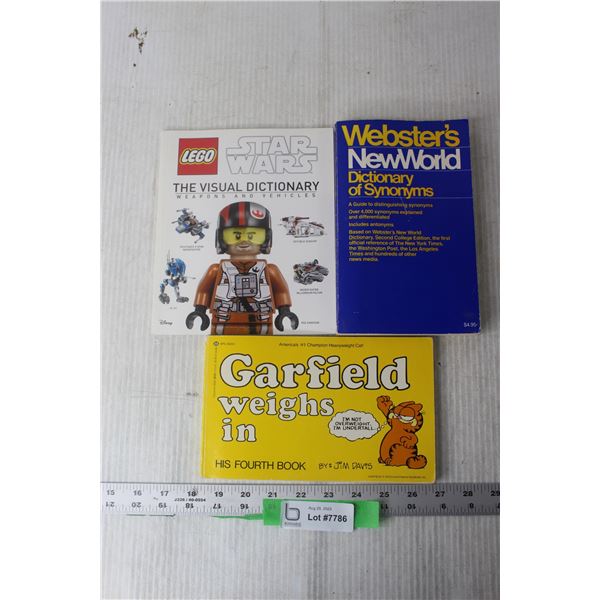 LEGO
STAR
WARS
THE VISUAL DICTIONARY
WEAPONS AND VEHICLES
Disney
Webster's
NewWorld
Dictionary
of Synonyms
A Guide to distinguishing synonyms
Over 4,000 synonyms explained
and differentiated
Includes antonyms
Based on Webster's New World
Dictionary, Second College Edition, the first
official reference of The New York Times,
the Washington Post, the Los Angeles
Times and hundreds of other
news media.
$4.95
America's #1 Champion Heavyweight Cat!
Garfield
weighs
in
I'M NOT
OVERWEIGHT,
I'M UNDERTALL...
HIS FOURTH BOOK
BY: JIM DAVIS
15 16 17 18 19 20 21 22 23 24 25 26 27 28 29
Lot #7786